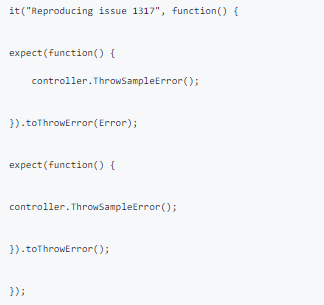 it("Reproducing issue 1317", function() {
expect(function() {
    controller.ThrowSampleError();
}).toThrowError(Error);
expect(function() {
controller.ThrowSampleError();
}).toThrowError();
});